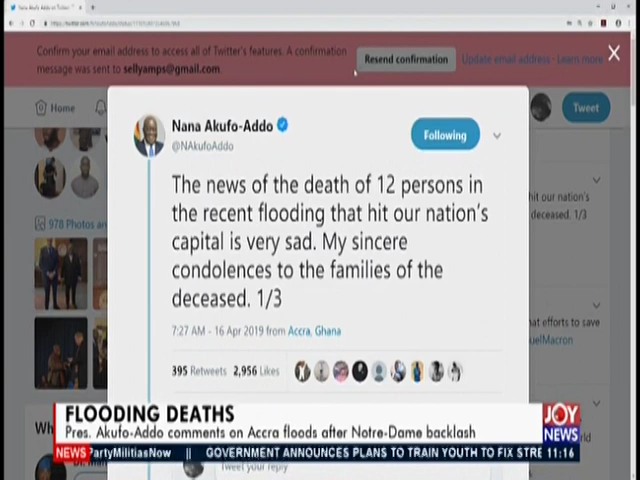 Confirm your email address to access all of Twitter's features. A confirmation
message was sent to sellyamps@gmail.com.
Resend confirmation
Update email address · Learn more
X
Home
Tweet
Nana Akufo-Addo
@NAkufoAddo
Following
The news of the death of 12 persons in
the recent flooding that hit our nation's
capital is very sad. My sincere
condolences to the families of the
deceased. 1/3
7:27 AM - 16 Apr 2019 from Accra, Ghana
395 Retweets 2,956 Likes
978 Photos an
hit our nation's
deceased. 1/3
at efforts to save
uelMacron
Wh
FLOODING DEATHS
Pres. Akufo-Addo comments on Accra floods after Notre-Dame backlash
JOY
NEWS
NEWS
PartyMilitiasNow || GOVERNMENT ANNOUNCES PLANS TO TRAIN YOUTH TO FIX STRE
11:16
Tweet your reply